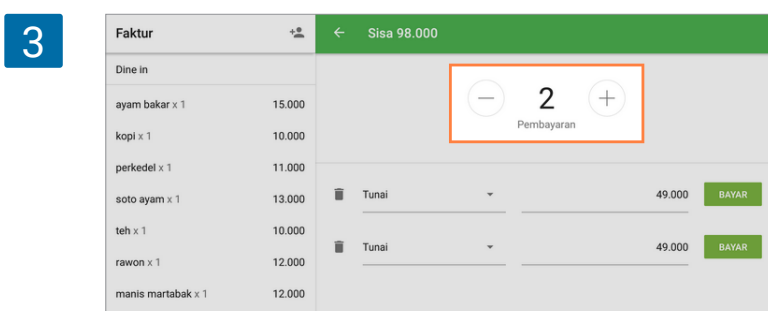 3
Faktur
Sisa 98.000
Dine in
ayam bakar x 1 15.000
kopi x 1 10.000
perkedel x 1 11.000
soto ayam x 1 13.000
teh x 1 10.000
rawon x 1 12.000
manis martabak x 1 12.000
2
Pembayaran
Tunai 49.000 BAYAR
Tunai 49.000 BAYAR